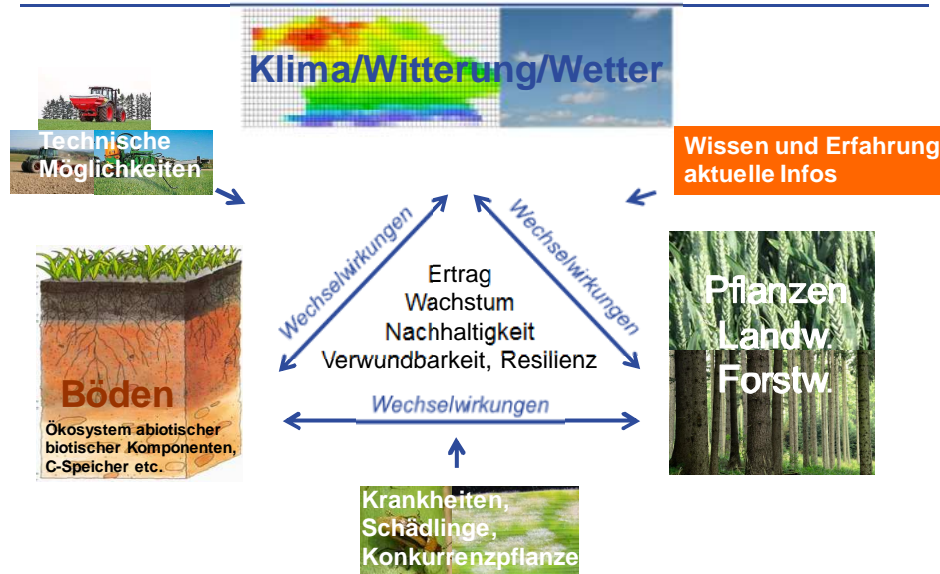 Klima/Witterung/Wetter
Technische
Möglichkeiten
Wissen und Erfahrung
aktuelle Infos
Wechselwirkungen
Wechselwirkungen
Ertrag
Wachstum
Nachhaltigkeit
Verwundbarkeit, Resilienz
Pflanzen
Landw.
Forstw.
Böden
Ökosystem abiotischer
biotischer Komponenten,
C-Speicher etc.
Wechselwirkungen
Krankheiten,
Schädlinge,
Konkurrenzpflanze